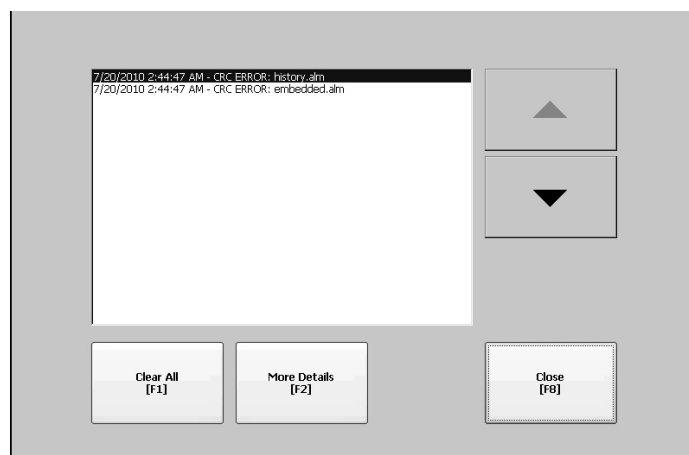 7/20/2010 2:44:47 AM - CRC ERROR: history.alm
7/20/2010 2:44:47 AM - CRC ERROR: embedded.alm
Clear All
[F1]
More Details
[F2]
Close
[F8]